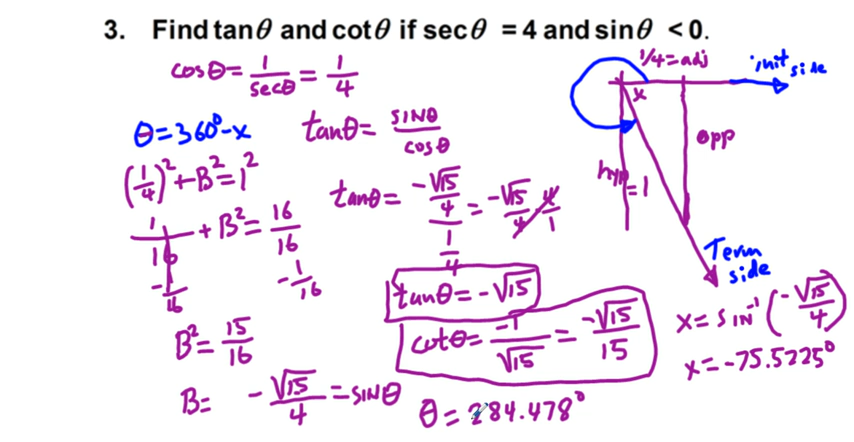 3. Find tanθ and cotθ if secθ = 4 and sinθ < 0.
cosθ = 1/secθ = 1/4
θ = 360° - x
(1/4)² + B² = 1²
1/16 + B² = 16/16
-1/16 -1/16
B² = 15/16
B = -√15/4 = SINθ
tanθ = SINθ/cosθ
tanθ = (-√15/4)/(1/4) = -√15/4 · 4/1
tanθ = -√15
cotθ = -1/√15 = -√15/15
θ = 284.478°
1/4 = adj
init side
x
opp
hyp = 1
Term side
x = SIN⁻¹(-√15/4)
x = -75.5225°